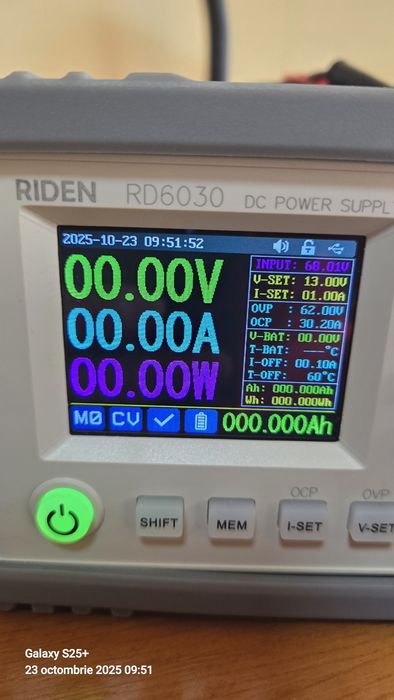 RIDEN RD6030 DC POWER SUPPLY
2025-10-23 09:51:52
00.00V
00.00A
00.00W
INPUT: 68.01V
V-SET: 13.00V
I-SET: 01.00A
OVP : 62.00V
OCP : 30.20A
V-BAT: 00.00V
T-BAT: ---°C
I-OFF: 00.10A
T-OFF: 60°C
Ah: 000.000Ah
Wh: 000.000Wh
M0 CV 000.000Ah
OCP OVP
SHIFT MEM I-SET V-SET
Galaxy S25+
23 octombrie 2025 09:51